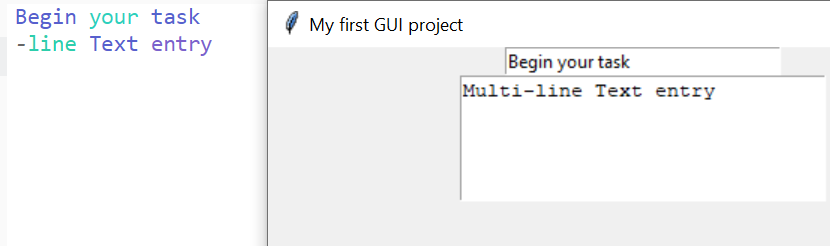 Begin your task
-line Text entry
My first GUI project
Begin your task
Multi-line Text entry